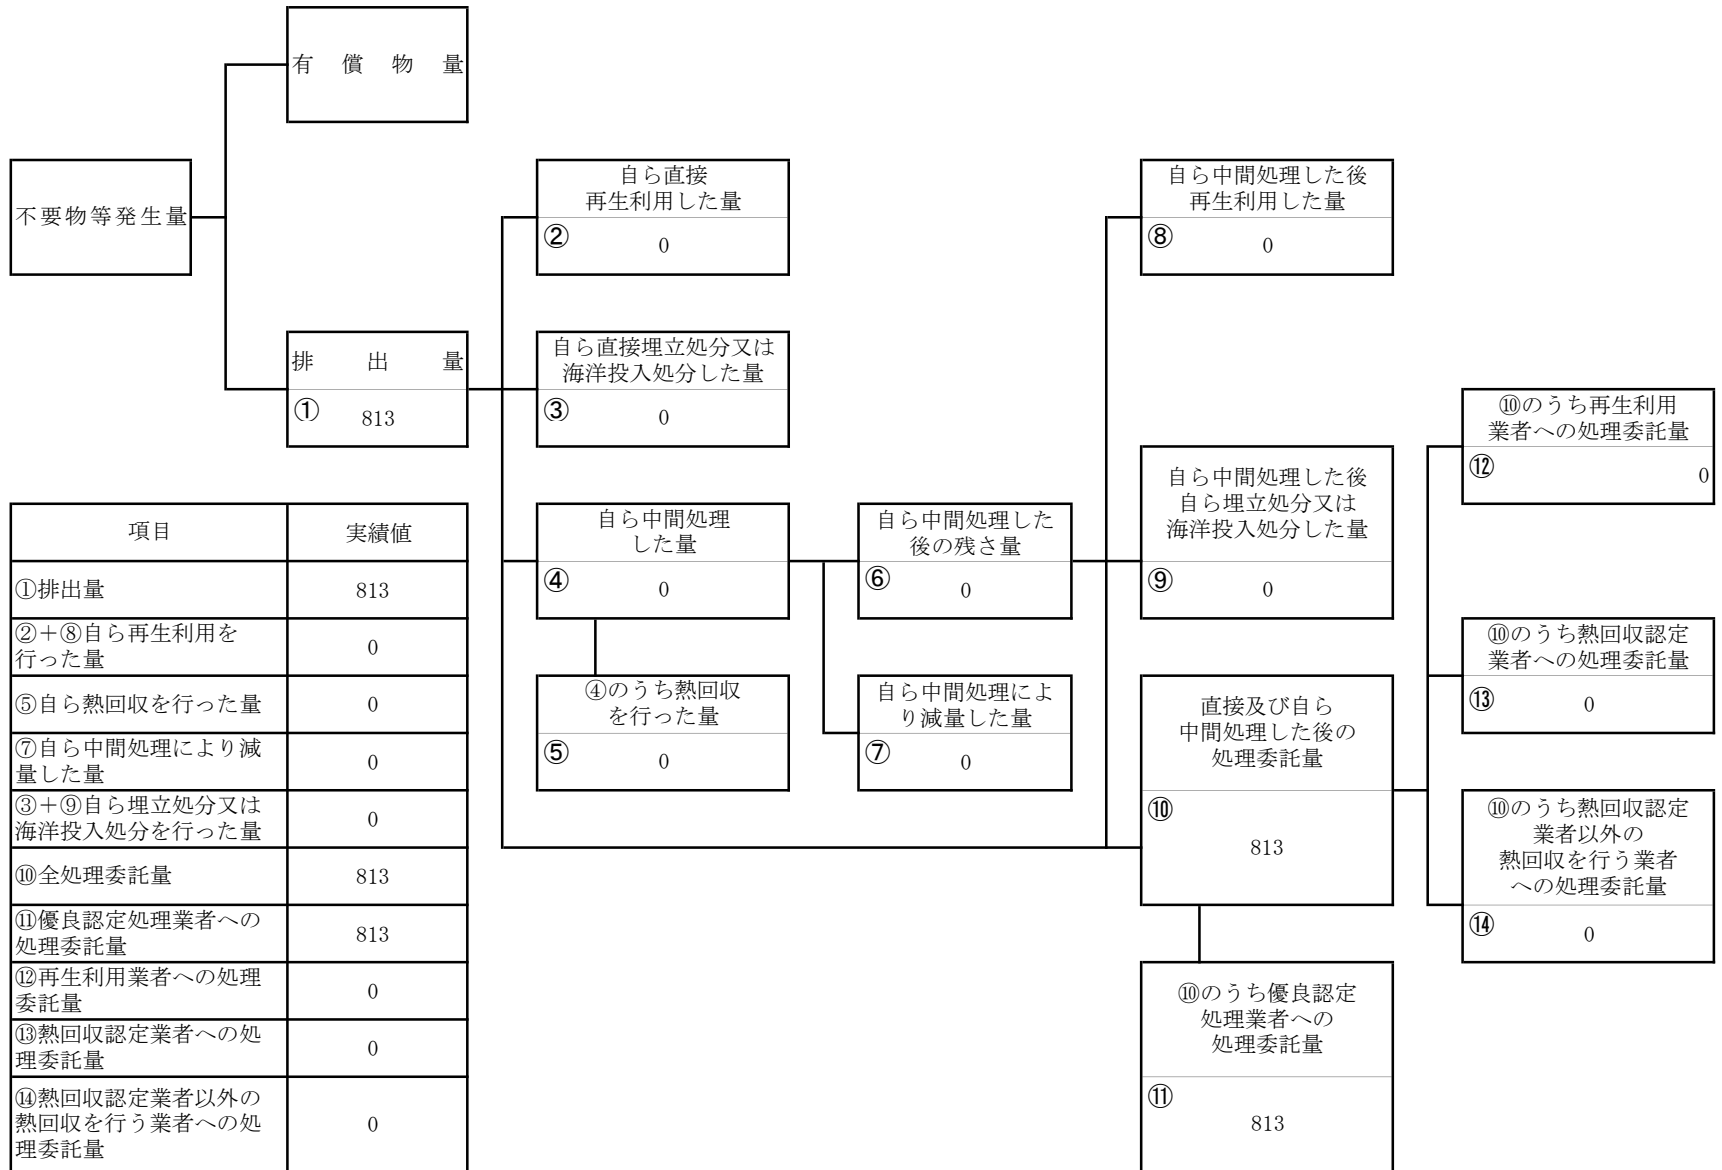 有償物量
不要物等発生量
排出量
①
813
自ら直接
再生利用した量
②
0
自ら直接埋立処分又は
海洋投入処分した量
③
0
自ら中間処理
した量
④
0
④のうち熱回収
を行った量
⑤
0
自ら中間処理した
後の残さ量
⑥
0
自ら中間処理によ
り減量した量
⑦
0
自ら中間処理した後
再生利用した量
⑧
0
自ら中間処理した後
自ら埋立処分又は
海洋投入処分した量
⑨
0
直接及び自ら
中間処理した後の
処理委託量
⑩
813
⑩のうち優良認定
処理業者への
処理委託量
⑪
813
⑩のうち再生利用
業者への処理委託量
⑫
0
⑩のうち熱回収認定
業者への処理委託量
⑬
0
⑩のうち熱回収認定
業者以外の
熱回収を行う業者
への処理委託量
⑭
0
項目 実績値
①排出量 813
②＋⑧自ら再生利用を
行った量 0
⑤自ら熱回収を行った量 0
⑦自ら中間処理により減
量した量 0
③＋⑨自ら埋立処分又は
海洋投入処分を行った量 0
⑩全処理委託量 813
⑪優良認定処理業者への
処理委託量 813
⑫再生利用業者への処理
委託量 0
⑬熱回収認定業者への処
理委託量 0
⑭熱回収認定業者以外の
熱回収を行う業者への処
理委託量 0